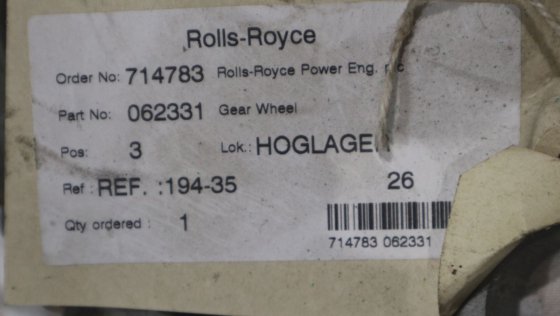 Rolls-Royce
Order No: 714783 Rolls-Royce Power Eng.
Part No: 062331 Gear Wheel
Pos: 3 Lok.: HOGLAGE
Ref : REF. :194-35 26
Qty ordered : 1
714783 062331